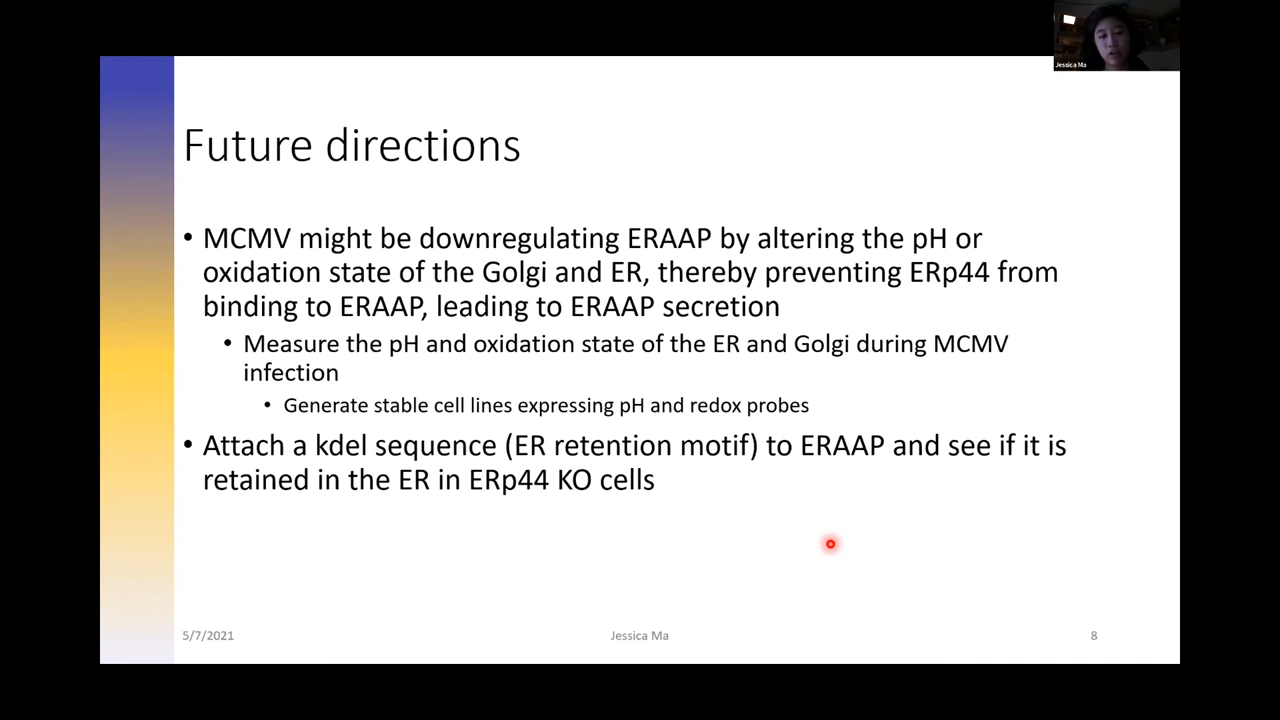 Jessica Ma
Future directions
• MCMV might be downregulating ERAAP by altering the pH or
oxidation state of the Golgi and ER, thereby preventing ERp44 from
binding to ERAAP, leading to ERAAP secretion
• Measure the pH and oxidation state of the ER and Golgi during MCMV
infection
• Generate stable cell lines expressing pH and redox probes
• Attach a kdel sequence (ER retention motif) to ERAAP and see if it is
retained in the ER in ERp44 KO cells
5/7/2021
Jessica Ma
8